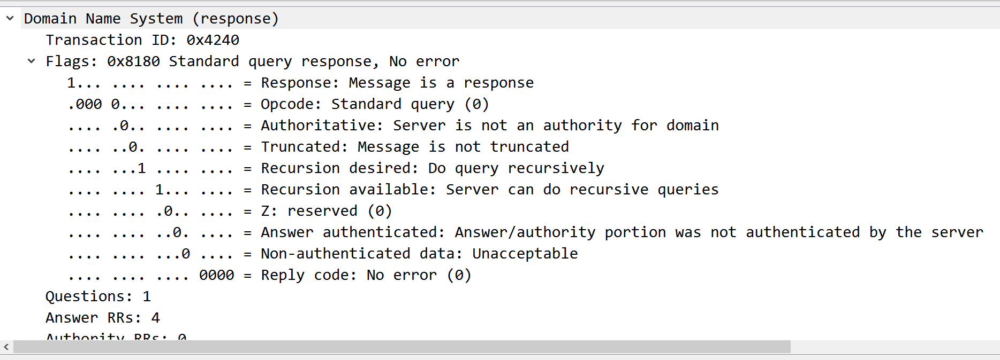 Domain Name System (response)
Transaction ID: 0x4240
Flags: 0x8180 Standard query response, No error
1... .... .... .... = Response: Message is a response
.000 0... .... .... = Opcode: Standard query (0)
.... .0.. .... .... = Authoritative: Server is not an authority for domain
.... ..0. .... .... = Truncated: Message is not truncated
.... ...1 .... .... = Recursion desired: Do query recursively
.... .... 1... .... = Recursion available: Server can do recursive queries
.... .... .0.. .... = Z: reserved (0)
.... .... ..0. .... = Answer authenticated: Answer/authority portion was not authenticated by the server
.... .... ...0 .... = Non-authenticated data: Unacceptable
.... .... .... 0000 = Reply code: No error (0)
Questions: 1
Answer RRs: 4
Authority RRs: 0